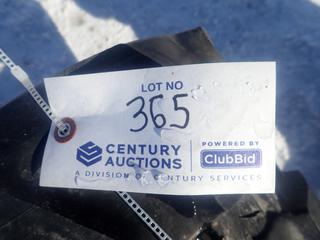 LOT NO
365
CENTURY
AUCTIONS
POWERED BY
ClubBid
A DIVISION OF CENTURY SERVICES